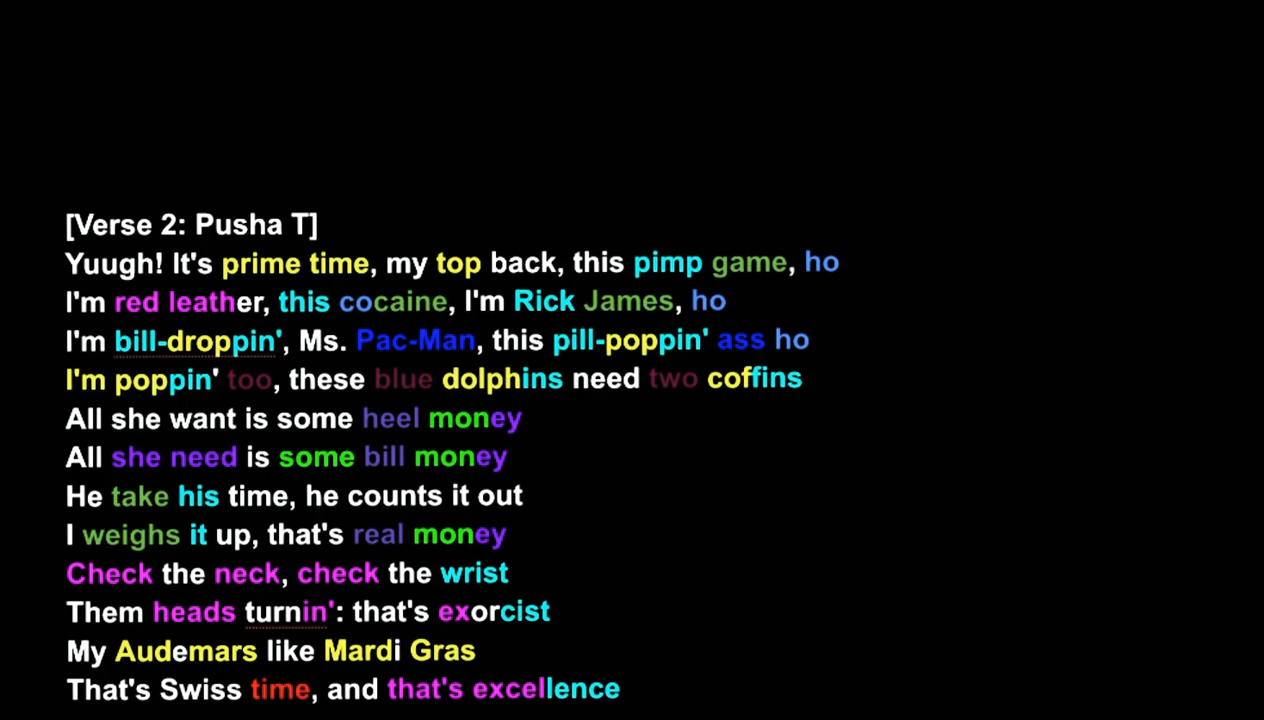 [Verse 2: Pusha T]
Yuugh! It's prime time, my top back, this pimp game, ho
I'm red leather, this cocaine, I'm Rick James, ho
I'm bill-droppin', Ms. Pac-Man, this pill-poppin' ass ho
I'm poppin' too, these blue dolphins need two coffins
All she want is some heel money
All she need is some bill money
He take his time, he counts it out
I weighs it up, that's real money
Check the neck, check the wrist
Them heads turnin': that's exorcist
My Audemars like Mardi Gras
That's Swiss time, and that's excellence